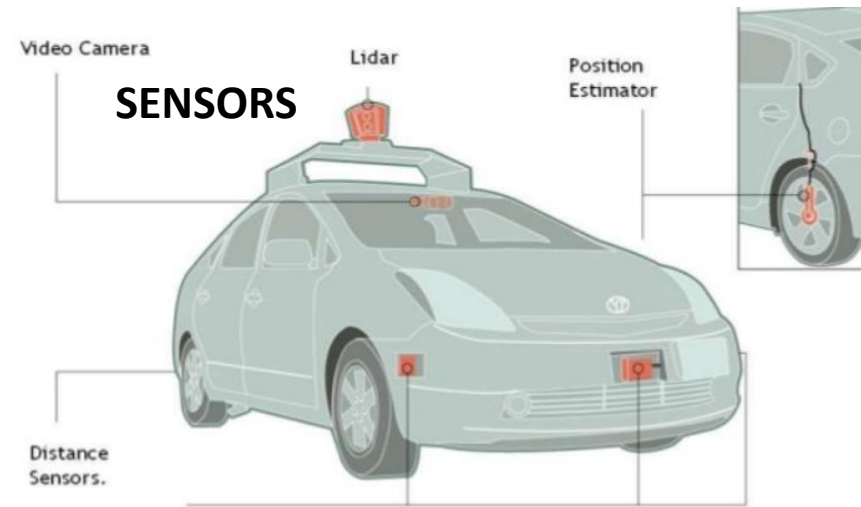 Video Camera
Lidar
SENSORS
Position
Estimator
Distance
Sensors.